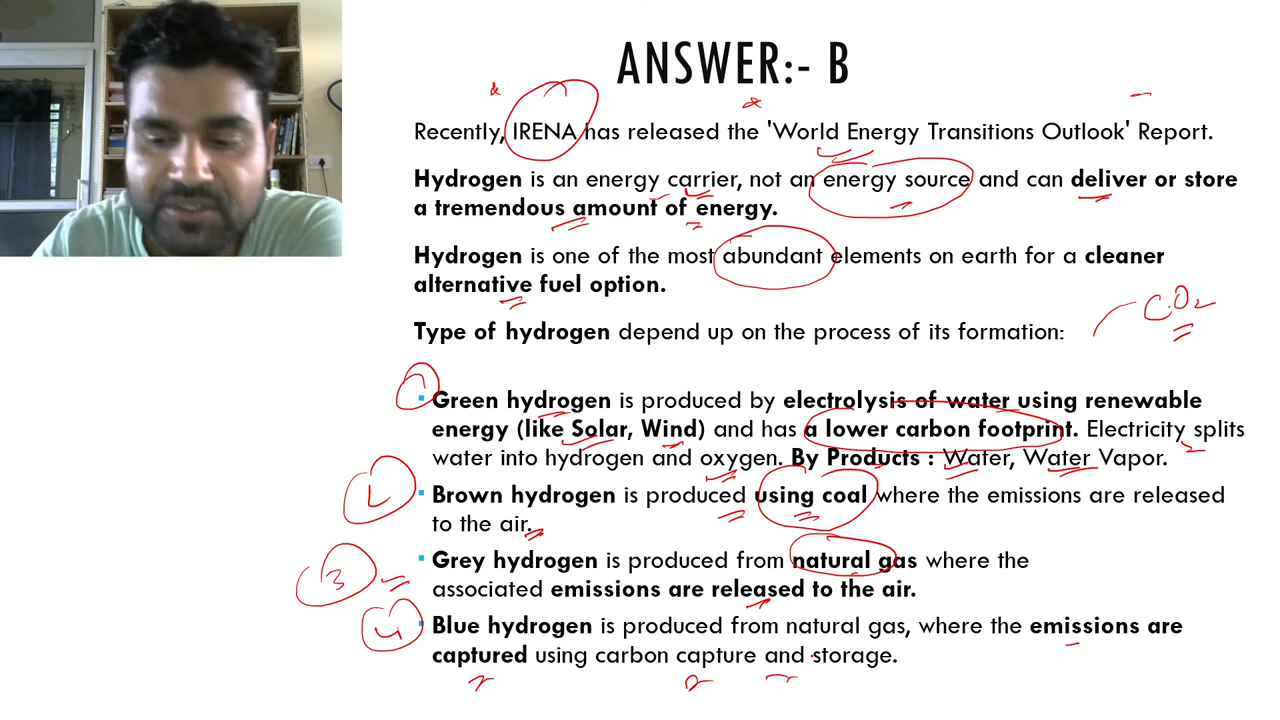 ANSWER:- B
Recently, IRENA has released the 'World Energy Transitions Outlook' Report.
Hydrogen is an energy carrier, not an energy source and can deliver or store
a tremendous amount of energy.
Hydrogen is one of the most abundant elements on earth for a cleaner
alternative fuel option.
CO2
Type of hydrogen depend up on the process of its formation:
1
Green hydrogen is produced by electrolysis of water using renewable
energy (like Solar, Wind) and has a lower carbon footprint. Electricity splits
water into hydrogen and oxygen. By Products : Water, Water Vapor.
2
Brown hydrogen is produced using coal where the emissions are released
to the air.
3
Grey hydrogen is produced from natural gas where the
associated emissions are released to the air.
4
Blue hydrogen is produced from natural gas, where the emissions are
captured using carbon capture and storage.